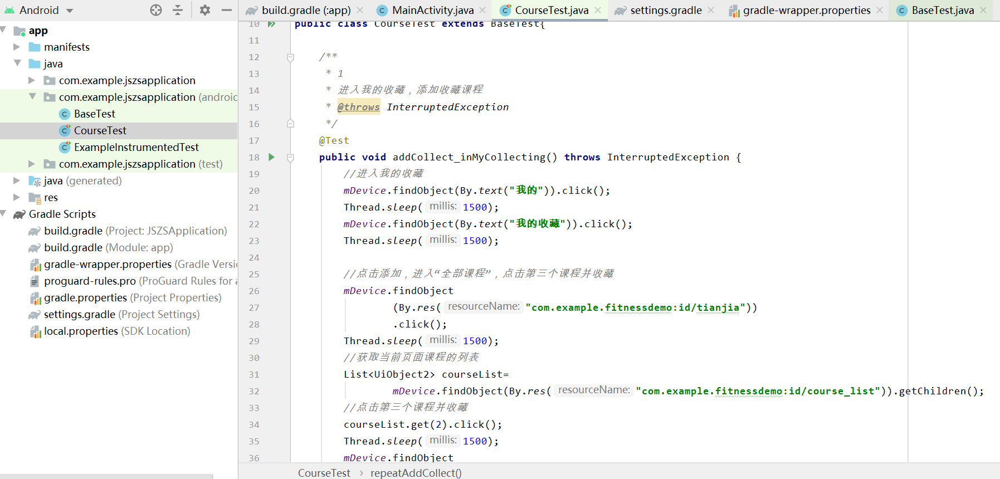 Android
build.gradle (:app)
MainActivity.java
CourseTest.java
settings.gradle
gradle-wrapper.properties
BaseTest.java
app
manifests
java
com.example.jszsapplication
com.example.jszsapplication (android
BaseTest
CourseTest
ExampleInstrumentedTest
com.example.jszsapplication (test)
java (generated)
res
Gradle Scripts
build.gradle (Project: JSZSApplication)
build.gradle (Module: app)
gradle-wrapper.properties (Gradle Versi
proguard-rules.pro (ProGuard Rules for a
gradle.properties (Project Properties)
settings.gradle (Project Settings)
local.properties (SDK Location)
10 public class CourseTest extends BaseTest{
11
12 /**
13 * 1
14 * 进入我的收藏，添加收藏课程
15 * @throws InterruptedException
16 */
17 @Test
18 public void addCollect_inMyCollecting() throws InterruptedException {
19 //进入我的收藏
20 mDevice.findObject(By.text("我的")).click();
21 Thread.sleep( millis: 1500);
22 mDevice.findObject(By.text("我的收藏")).click();
23 Thread.sleep( millis: 1500);
24
25 //点击添加，进入“全部课程”，点击第三个课程并收藏
26 mDevice.findObject
27 (By.res( resourceName: "com.example.fitnessdemo:id/tianjia"))
28 .click();
29 Thread.sleep( millis: 1500);
30 //获取当前页面课程的列表
31 List<UiObject2> courseList=
32 mDevice.findObject(By.res( resourceName: "com.example.fitnessdemo:id/course_list")).getChildren();
33 //点击第三个课程并收藏
34 courseList.get(2).click();
35 Thread.sleep( millis: 1500);
36 mDevice.findObject
CourseTest › repeatAddCollect()